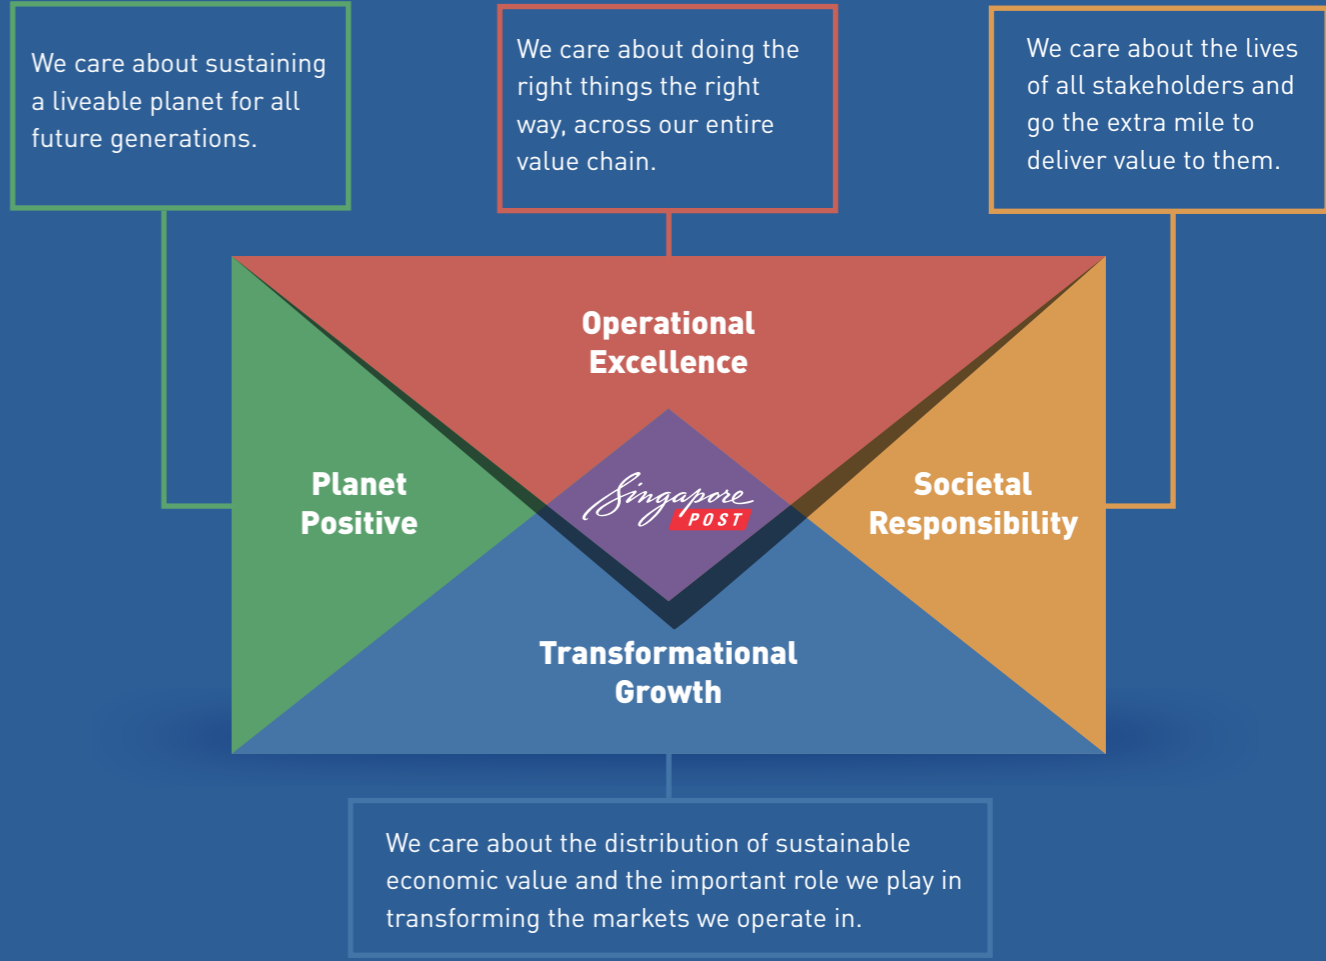 We care about sustaining
a liveable planet for all
future generations.
We care about doing the
right things the right
way, across our entire
value chain.
We care about the lives
of all stakeholders and
go the extra mile to
deliver value to them.
Operational
Excellence
Planet
Positive
Singapore
POST
Societal
Responsibility
Transformational
Growth
We care about the distribution of sustainable
economic value and the important role we play in
transforming the markets we operate in.